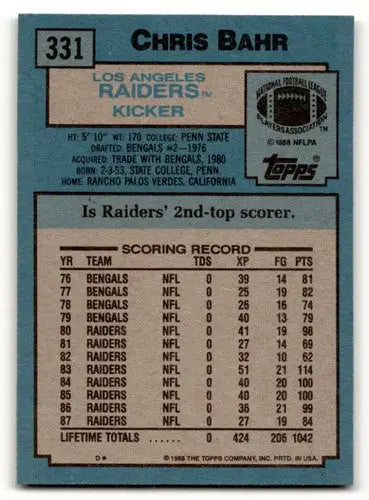 331
CHRIS BAHR
LOS ANGELES
RAIDERS™
KICKER
NATIONAL FOOTBALL LEAGUE
PLAYERS ASSOCIATION
© 1988 NFLPA
TOPPS®
HT: 5' 10" WT: 170 COLLEGE: PENN STATE
DRAFTED: BENGALS #2—1976
ACQUIRED: TRADE WITH BENGALS, 1980
BORN: 2-3-53, STATE COLLEGE, PENN.
HOME: RANCHO PALOS VERDES, CALIFORNIA
Is Raiders' 2nd-top scorer.
SCORING RECORD
YR TEAM TDS XP FG PTS
76 BENGALS NFL 0 39 14 81
77 BENGALS NFL 0 25 19 82
78 BENGALS NFL 0 26 16 74
79 BENGALS NFL 0 40 13 79
80 RAIDERS NFL 0 41 19 98
81 RAIDERS NFL 0 27 14 69
82 RAIDERS NFL 0 32 10 62
83 RAIDERS NFL 0 51 21 114
84 RAIDERS NFL 0 40 20 100
85 RAIDERS NFL 0 40 20 100
86 RAIDERS NFL 0 36 21 99
87 RAIDERS NFL 0 27 19 84
LIFETIME TOTALS ...... 0 424 206 1042
D* © 1988 THE TOPPS COMPANY, INC. PRTD. IN USA.